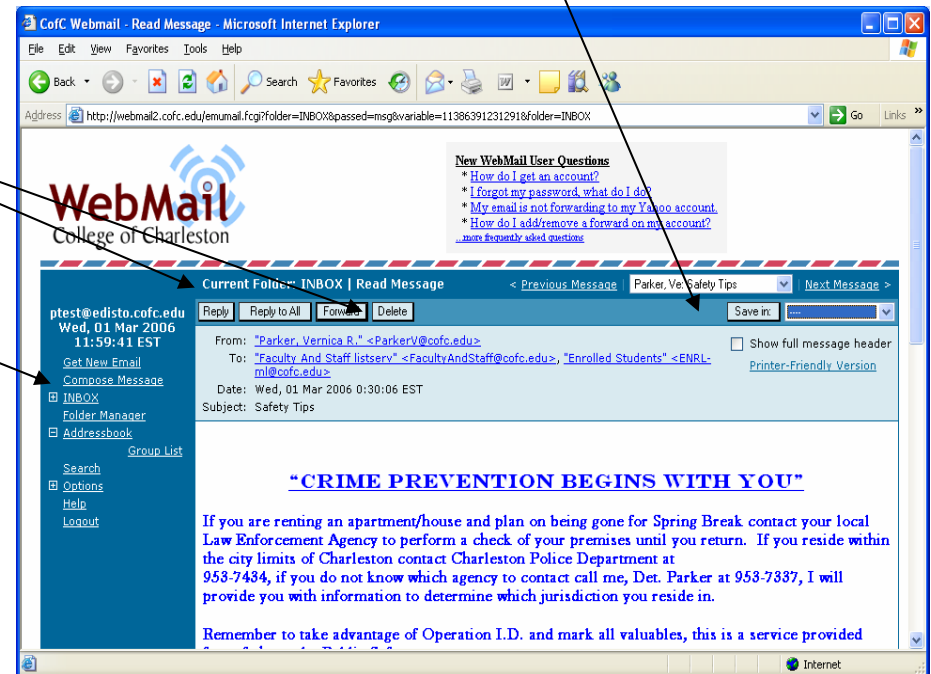 CofC Webmail - Read Message - Microsoft Internet Explorer
File Edit View Favorites Tools Help
Back Search Favorites
Address http://webmail2.cofc.edu/emumail.fcgi?folder=INBOX&passed=msg&variable=11386391231291&folder=INBOX Go Links »
WebMail
College of Charleston
New WebMail User Questions
* How do I get an account?
* I forgot my password, what do I do?
* My email is not forwarding to my Yahoo account.
* How do I add/remove a forward on my account?
...more frequently asked questions
Current Folder: INBOX | Read Message < Previous Message | Parker, Ve: Safety Tips | Next Message >
Reply Reply to All Forward Delete Save in: ----
ptest@edisto.cofc.edu
Wed, 01 Mar 2006
11:59:41 EST
Get New Email
Compose Message
INBOX
Folder Manager
Addressbook
Group List
Search
Options
Help
Logout
From: "Parker, Vernica R." <ParkerV@cofc.edu>
To: "Faculty And Staff listserv" <FacultyAndStaff@cofc.edu>, "Enrolled Students" <ENRL-
ml@cofc.edu>
Date: Wed, 01 Mar 2006 0:30:06 EST
Subject: Safety Tips
Show full message header
Printer-Friendly Version
“CRIME PREVENTION BEGINS WITH YOU”
If you are renting an apartment/house and plan on being gone for Spring Break contact your local
Law Enforcement Agency to perform a check of your premises until you return. If you reside within
the city limits of Charleston contact Charleston Police Department at
953-7434, if you do not know which agency to contact call me, Det. Parker at 953-7337, I will
provide you with information to determine which jurisdiction you reside in.
Remember to take advantage of Operation I.D. and mark all valuables, this is a service provided
Internet